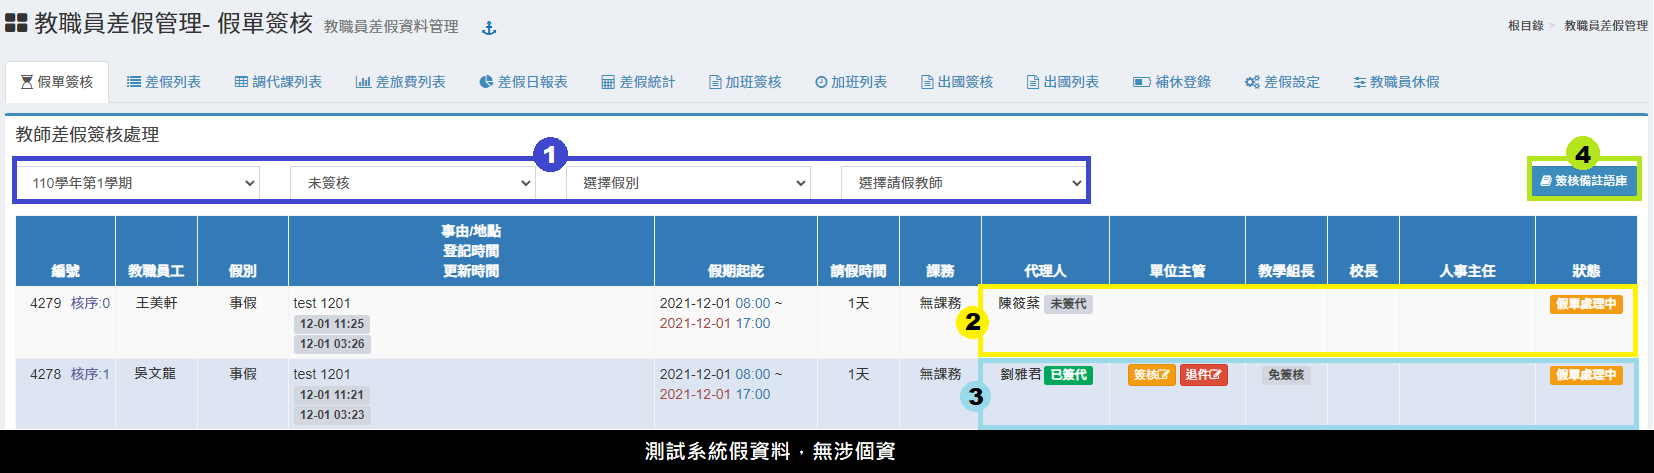 教職員差假管理- 假單簽核 教職員差假資料管理
根目錄 > 教職員差假管理
假單簽核 差假列表 調代課列表 差旅費列表 差假日報表 差假統計 加班簽核 加班列表 出國簽核 出國列表 補休登錄 差假設定 教職員休假
教師差假簽核處理
1
4
110學年第1學期 未簽核 選擇假別 選擇請假教師
簽核備註語庫
事由/地點
登記時間
編號 教職員工 假別 更新時間 假期起訖 請假時間 課務 代理人 單位主管 教學組長 校長 人事主任 狀態
4279 核序:0 王美軒 事假 test 1201 2021-12-01 08:00 ~ 1天 無課務 陳筱棻 未簽代 假單處理中
12-01 11:25 2021-12-01 17:00
2
12-01 03:26
4278 核序:1 吳文龍 事假 test 1201 2021-12-01 08:00 ~ 1天 無課務 劉雅君 已簽代 簽核 退件 免簽核 假單處理中
12-01 11:21 2021-12-01 17:00
3
12-01 03:23
測試系統假資料，無涉個資